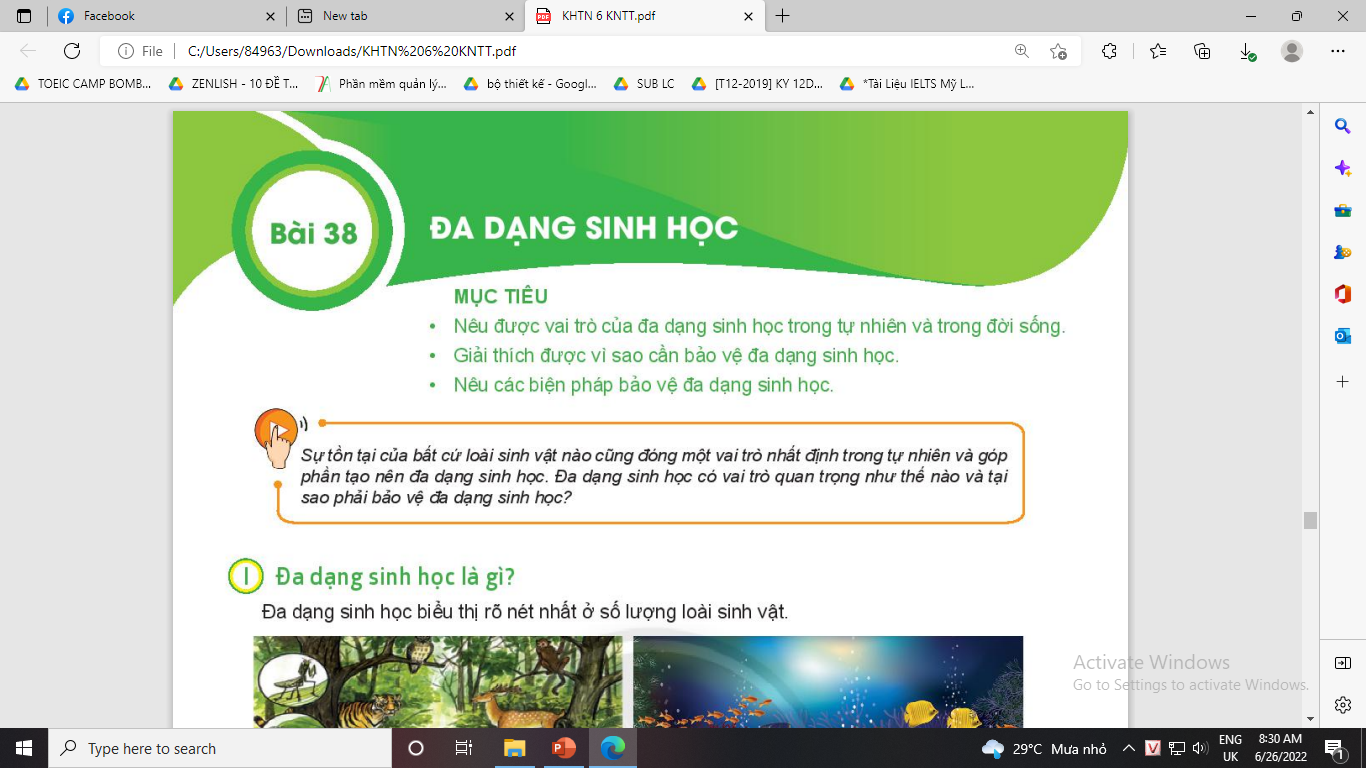 Facebook
New tab
KHTN 6 KNTT.pdf
File
C:/Users/84963/Downloads/KHTN%206%20KNTT.pdf
TOEIC CAMP BOMB...
ZENLISH - 10 ĐỀ T...
Phần mềm quản lý...
bộ thiết kế - Googl...
SUB LC
[T12-2019] KY 12D...
*Tài Liệu IELTS Mỹ L...
Bài 38
ĐA DẠNG SINH HỌC
MỤC TIÊU
• Nêu được vai trò của đa dạng sinh học trong tự nhiên và trong đời sống.
• Giải thích được vì sao cần bảo vệ đa dạng sinh học.
• Nêu các biện pháp bảo vệ đa dạng sinh học.
Sự tồn tại của bất cứ loài sinh vật nào cũng đóng một vai trò nhất định trong tự nhiên và góp
phần tạo nên đa dạng sinh học. Đa dạng sinh học có vai trò quan trọng như thế nào và tại
sao phải bảo vệ đa dạng sinh học?
I Đa dạng sinh học là gì?
Đa dạng sinh học biểu thị rõ nét nhất ở số lượng loài sinh vật.
Activate Windows
Go to Settings to activate Windows.
Type here to search
29°C Mưa nhỏ
ENG
UK
8:30 AM
6/26/2022
1